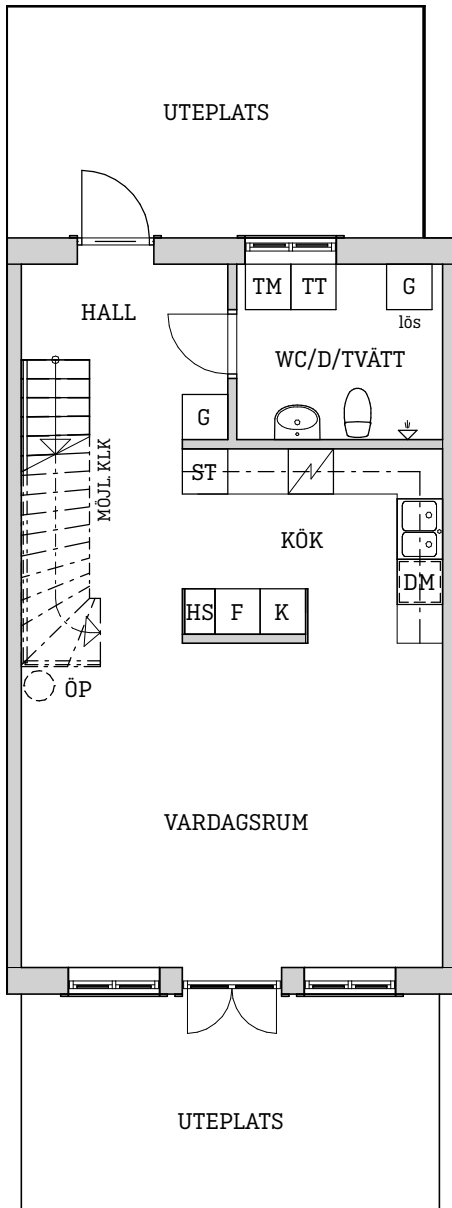 UTEPLATS
TM TT G
lös
HALL
WC/D/TVÄTT
G
MÖJL. KLK
ST
KÖK
DM
HS F K
ÖP
VARDAGSRUM
UTEPLATS